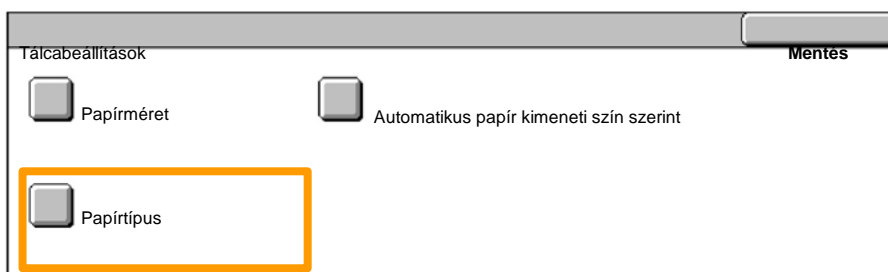 Tálcabeállítások
Mentés
Papírméret
Automatikus papír kimeneti szín szerint
Papírtípus